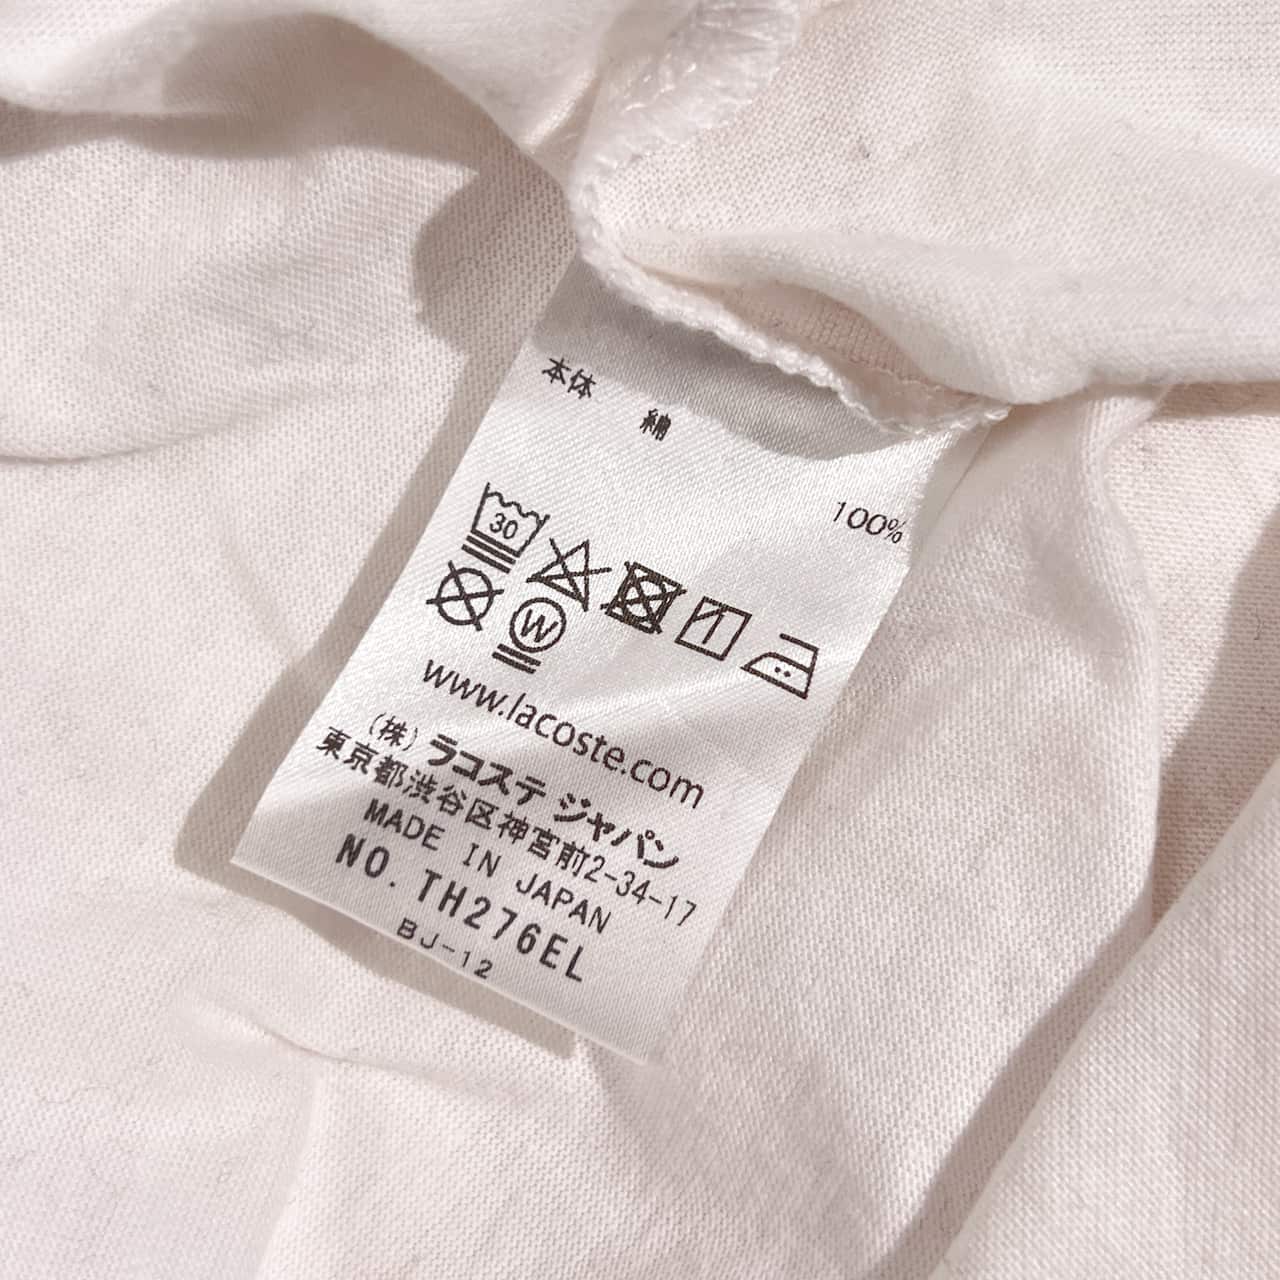 本体
綿 100%
30
W
www.lacoste.com
(株) ラコステ ジャパン
東京都渋谷区神宮前2-34-17
MADE IN JAPAN
NO. TH276EL
BJ-12